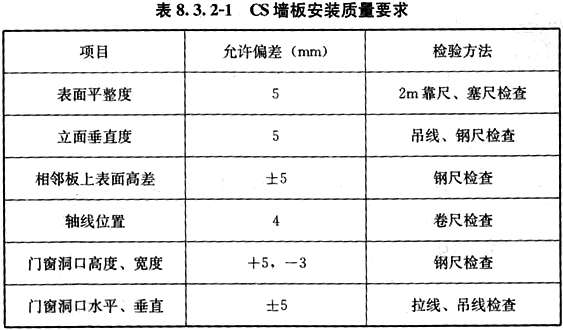 表 8.3.2-1 CS 墙板安装质量要求
项目 允许偏差（mm） 检验方法
表面平整度 5 2m 靠尺、塞尺检查
立面垂直度 5 吊线、钢尺检查
相邻板上表面高差 ±5 钢尺检查
轴线位置 4 卷尺检查
门窗洞口高度、宽度 +5，-3 钢尺检查
门窗洞口水平、垂直 ±5 拉线、吊线检查